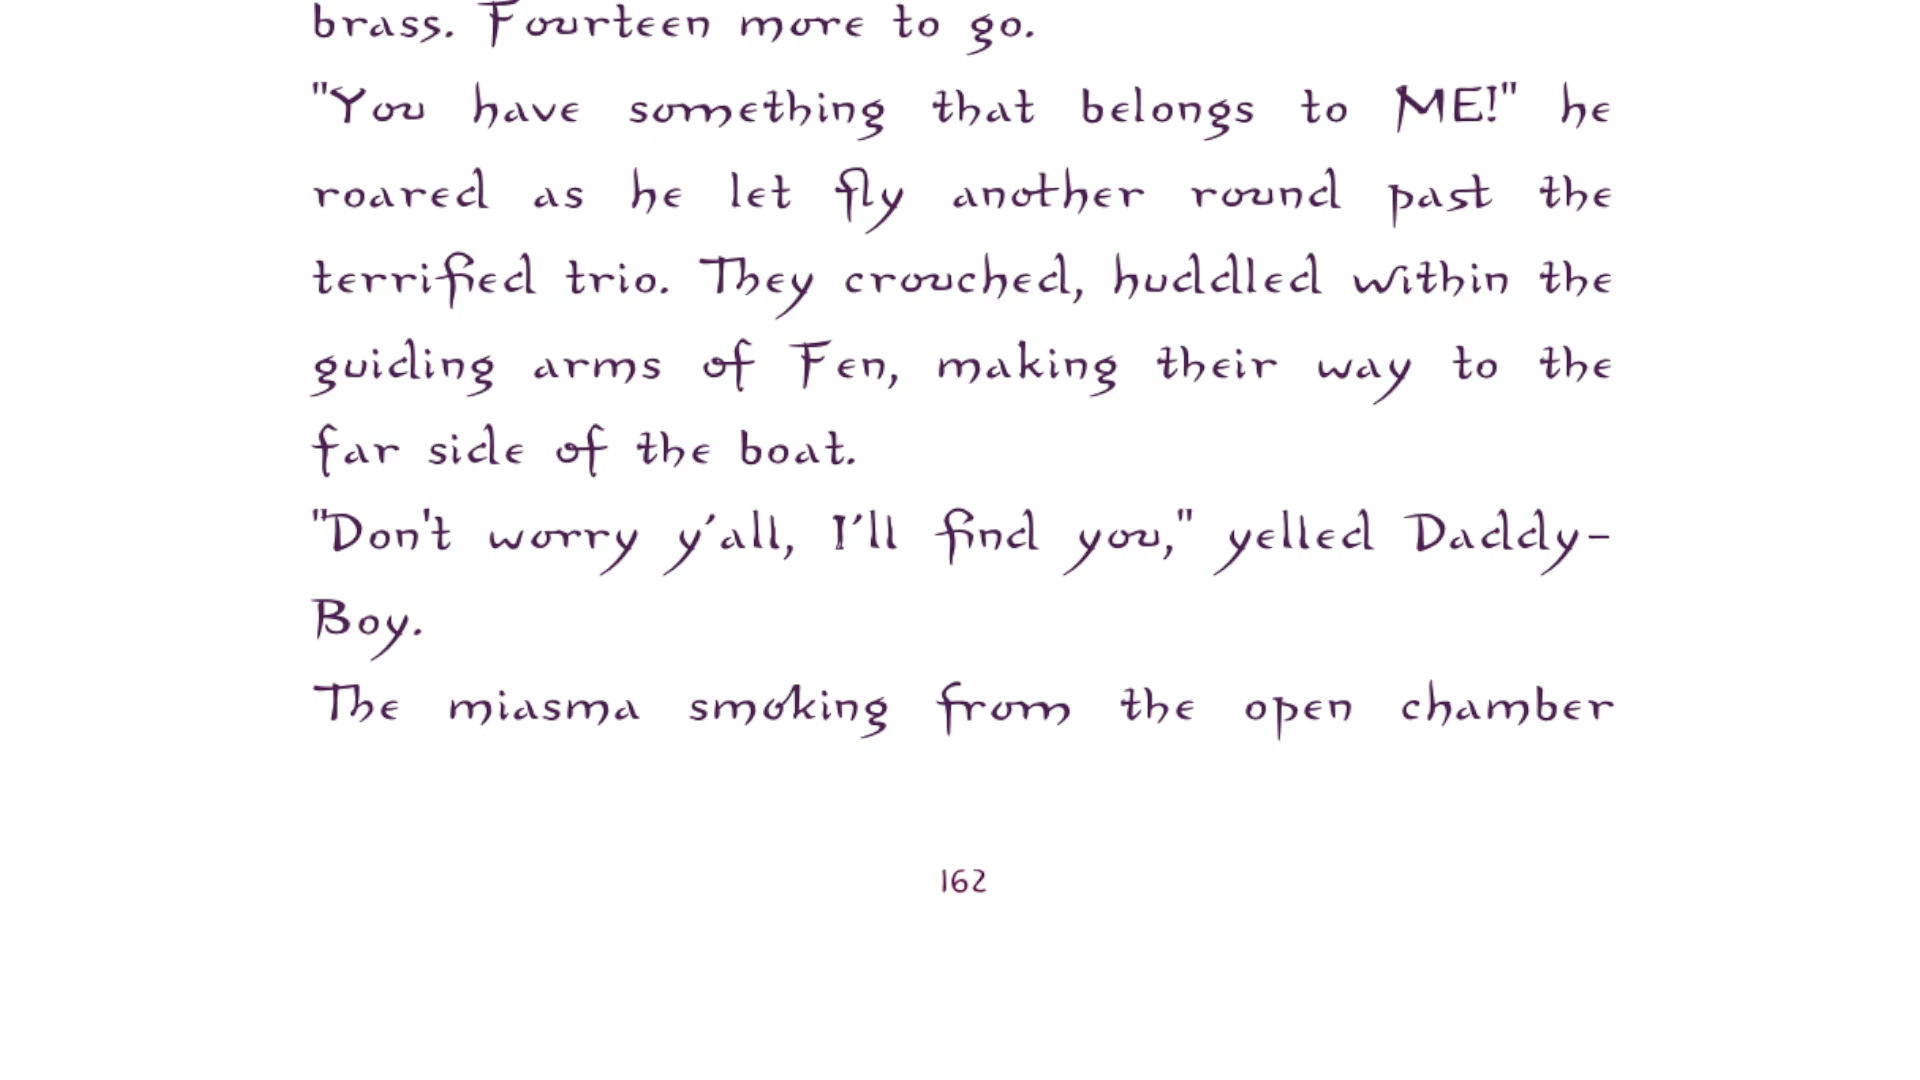 brass. Fourteen more to go.
"You have something that belongs to ME!" he
roared as he let fly another round past the
terrified trio. They crouched, huddled within the
guiding arms of Fen, making their way to the
far side of the boat.
"Don't worry y'all, I'll find you," yelled Daddy-
Boy.
The miasma smoking from the open chamber
162